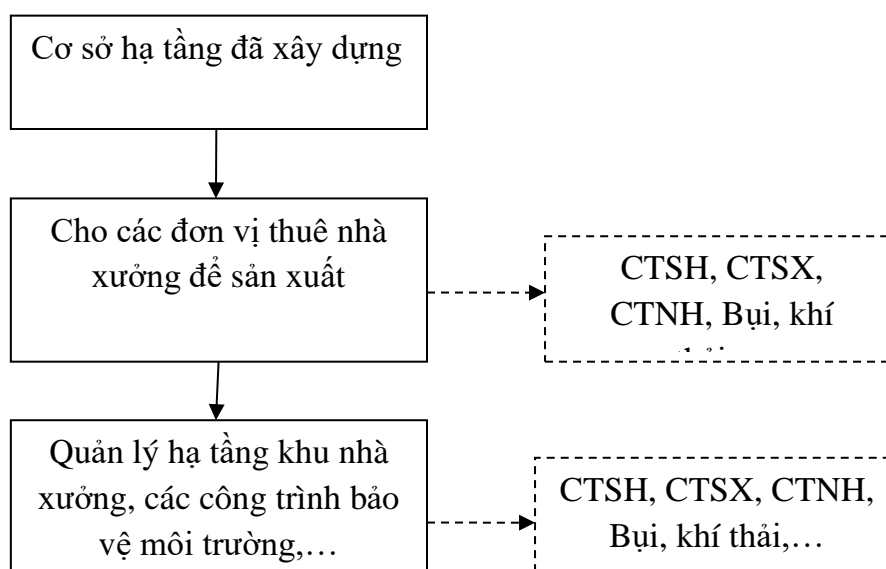 Cơ sở hạ tầng đã xây dựng
Cho các đơn vị thuê nhà
xưởng để sản xuất
CTSH, CTSX,
CTNH, Bụi, khí
Quản lý hạ tầng khu nhà
xưởng, các công trình bảo
vệ môi trường,…
CTSH, CTSX, CTNH,
Bụi, khí thải,…